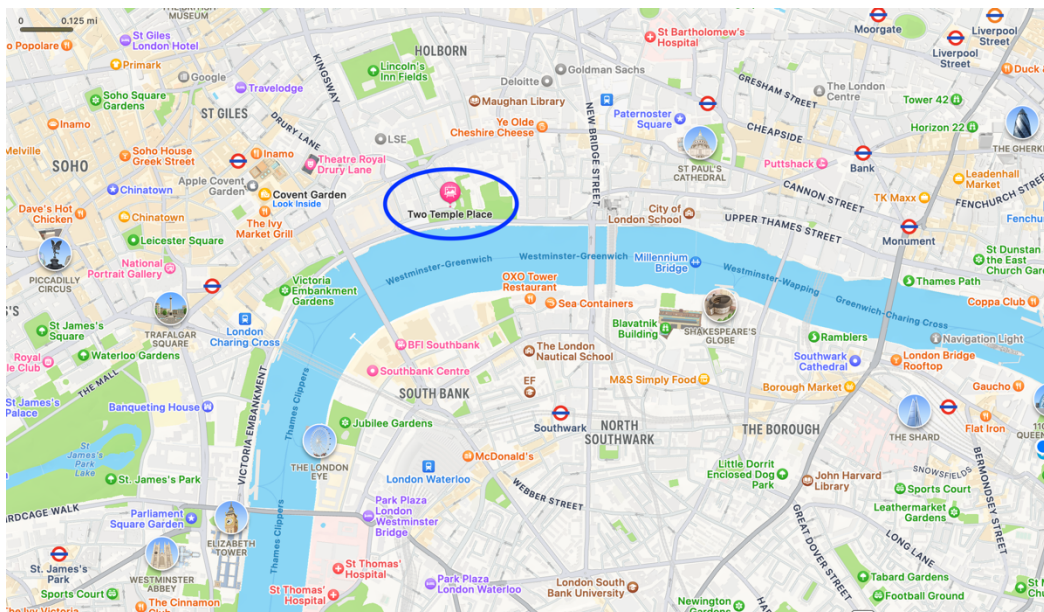 BRITISH
MUSEUM
0
0.125 mi
St Giles
London Hotel
HOLBORN
St Bartholomew's
Hospital
Moorgate
Liverpool
Street
Liverpool
Street
o Popolare
Primark
Google
Lincoln's
Inn Fields
Goldman Sachs
Deloitte
Duck &
Travelodge
KINGSWAY
Soho Square
Gardens
ST GILES
Maughan Library
GRESHAM STREET
The London
Centre
Tower 42
Paternoster
Square
Inamo
DRURY LANE
LSE
Ye Olde
Cheshire Cheese
NEW BRIDGE STREET
CHEAPSIDE
Horizon 22
THE GHERKIN
Melville
Soho House
Greek Street
Inamo
Theatre Royal
Drury Lane
SOHO
ST PAUL'S
CATHEDRAL
Puttshack
Bank
Leadenhall
Market
Apple Covent
Garden
Covent Garden
Look Inside
Chinatown
CANNON STREET
TK Maxx
FENCHURCH STR
Dave's Hot
Chicken
Chinatown
The Ivy
Market Grill
Two Temple Place
City of
London School
UPPER THAMES STREET
Fenchu
Leicester Square
Monument
PICCADILLY
CIRCUS
National
Portrait Gallery
Westminster-Greenwich
Westminster-Greenwich
Millennium
Bridge
Westminster-Wapping
St Dunstan
the East
Church Gard
Victoria
Embankment
Gardens
OXO Tower
Restaurant
Thames Path
Sea Containers
Greenwich-Charing Cross
Coppa Club
'S
St James's
Square
TRAFALGAR
SQUARE
London
Charing Cross
Blavatnik
Building
SHAKESPEARE'S
GLOBE
Ramblers
Navigation Light
Royal
le Club
Waterloo Gardens
BFI Southbank
The London
Nautical School
Southwark
Cathedral
London Bridge
Rooftop
THE MALL
Southbank Centre
EF
M&S Simply Food
Borough Market
Gaucho
St James's
Palace
Banqueting House
VICTORIA EMBANKMENT
Thames Clippers
SOUTH BANK
Jubilee Gardens
Southwark
NORTH
SOUTHWARK
THE BOROUGH
THE SHARD
Flat Iron
110
QUEEN
St
James's
Park
Lake
THE LONDON
EYE
McDonald's
London Waterloo
Little Dorrit
Enclosed Dog
Park
John Harvard
Library
SNOWSFIELDS
BERMONDSEY STREET
St. James's Park
WEBBER STREET
Sports Court
Leathermarket
Gardens
RDCAGE WALK
Parliament
Square Garden
ELIZABETH
TOWER
Thames Clippers
Park Plaza
London
Westminster
Bridge
GREAT DOVER STREET
LONG LANE
St. James's
Park
WESTMINSTER
ABBEY
St Thomas'
Hospital
Park Plaza
London Waterloo
London South
Bank University
Tabard Gardens
Sports Court
The Cinnamon
St Thomas'
Hospital
Newington
Gardens
Football Ground
St M
Chu